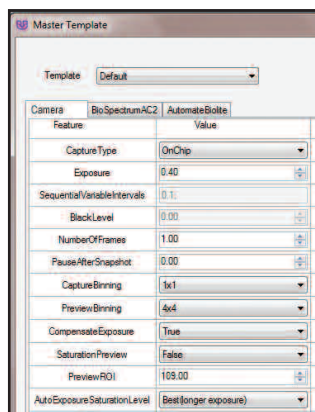 Master Template
Template Default
Camera BioSpectrumAC2 AutomateBiolite
Feature Value
CaptureType OnChip
Exposure 0.40
SequentialVariableIntervals 0.1;
BlackLevel 0.00
NumberOfFrames 1.00
PauseAfterSnapshot 0.00
CaptureBinning 1x1
PreviewBinning 4x4
CompensateExposure True
SaturationPreview False
PreviewROI 109.00
AutoExposureSaturationLevel Best(longer exposure)